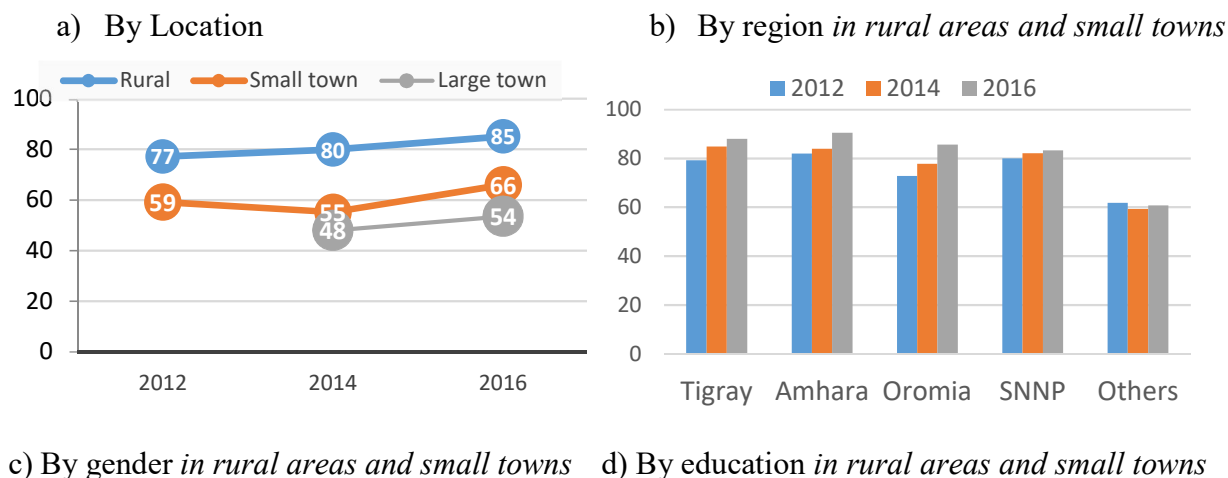 a) By Location
Rural Small town Large town
100
80
60
40
20
0
77
80
85
59
55
66
48
54
2012 2014 2016
b) By region in rural areas and small towns
2012 2014 2016
100
80
60
40
20
0
Tigray Amhara Oromia SNNP Others
c) By gender in rural areas and small towns
d) By education in rural areas and small towns